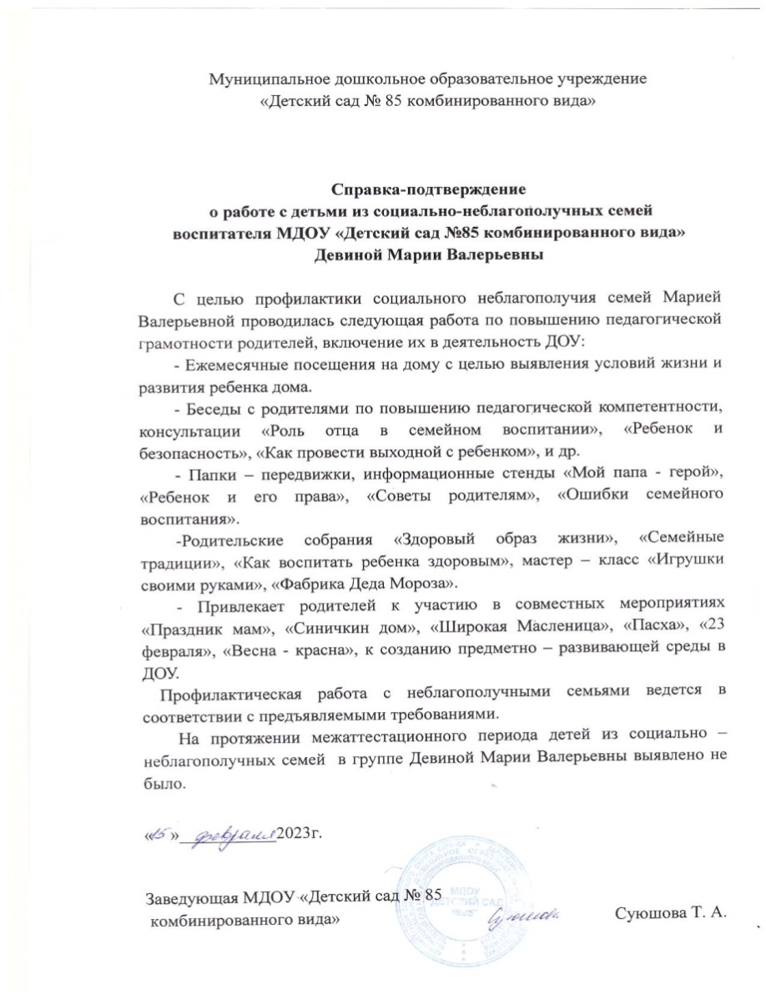 Муниципальное дошкольное образовательное учреждение
«Детский сад № 85 комбинированного вида»
Справка-подтверждение
о работе с детьми из социально-неблагополучных семей
воспитателя МДОУ «Детский сад №85 комбинированного вида»
Девиной Марии Валерьевны
С целью профилактики социального неблагополучия семей Марией
Валерьевной проводилась следующая работа по повышению педагогической
грамотности родителей, включение их в деятельность ДОУ:
- Ежемесячные посещения на дому с целью выявления условий жизни и
развития ребенка дома.
- Беседы с родителями по повышению педагогической компетентности,
консультации «Роль отца в семейном воспитании», «Ребенок и
безопасность», «Как провести выходной с ребенком», и др.
- Папки – передвижки, информационные стенды «Мой папа - герой»,
«Ребенок и его права», «Советы родителям», «Ошибки семейного
воспитания».
-Родительские собрания «Здоровый образ жизни», «Семейные
традиции», «Как воспитать ребенка здоровым», мастер – класс «Игрушки
своими руками», «Фабрика Деда Мороза».
- Привлекает родителей к участию в совместных мероприятиях
«Праздник мам», «Синичкин дом», «Широкая Масленица», «Пасха», «23
февраля», «Весна - красна», к созданию предметно – развивающей среды в
ДОУ.
Профилактическая работа с неблагополучными семьями ведется в
соответствии с предъявляемыми требованиями.
На протяжении межаттестационного периода детей из социально –
неблагополучных семей в группе Девиной Марии Валерьевны выявлено не
было.
«15» февраля 2023г.
Заведующая МДОУ «Детский сад № 85
комбинированного вида» Суюшова Суюшова Т. А.
МДОУ
ДЕТСКИЙ САД
№85